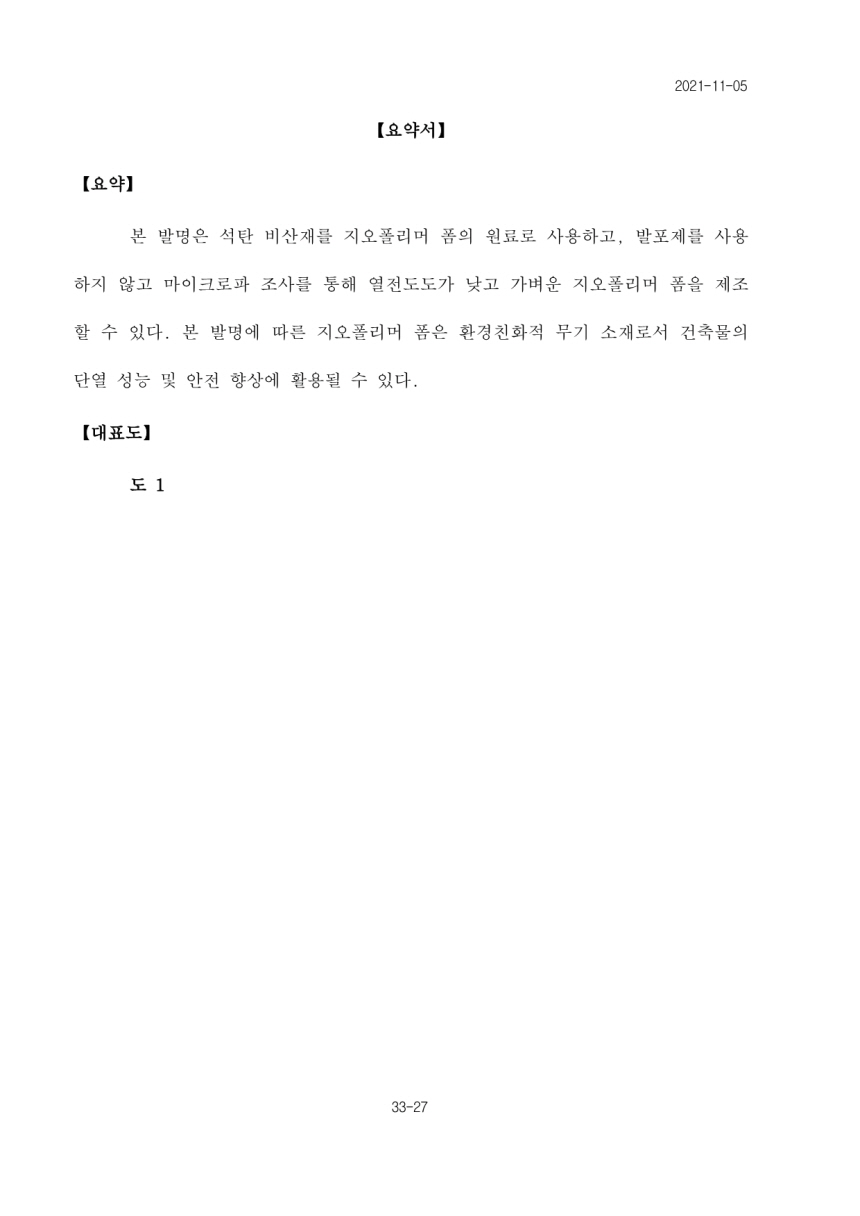 2021-11-05
【요약서】
【요약】
본 발명은 석탄 비산재를 지오폴리머 폼의 원료로 사용하고, 발포제를 사용
하지 않고 마이크로파 조사를 통해 열전도도가 낮고 가벼운 지오폴리머 폼을 제조
할 수 있다. 본 발명에 따른 지오폴리머 폼은 환경친화적 무기 소재로서 건축물의
단열 성능 및 안전 향상에 활용될 수 있다.
【대표도】
도 1
33-27